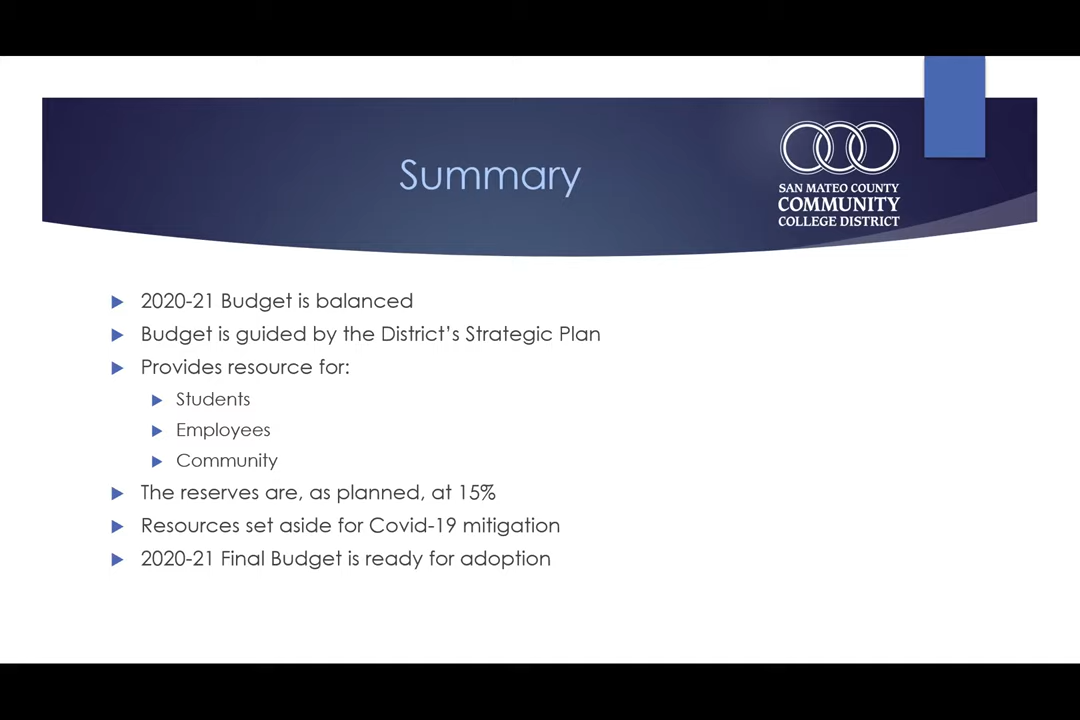 Summary
SAN MATEO COUNTY
COMMUNITY
COLLEGE DISTRICT
2020-21 Budget is balanced
Budget is guided by the District’s Strategic Plan
Provides resource for:
Students
Employees
Community
The reserves are, as planned, at 15%
Resources set aside for Covid-19 mitigation
2020-21 Final Budget is ready for adoption